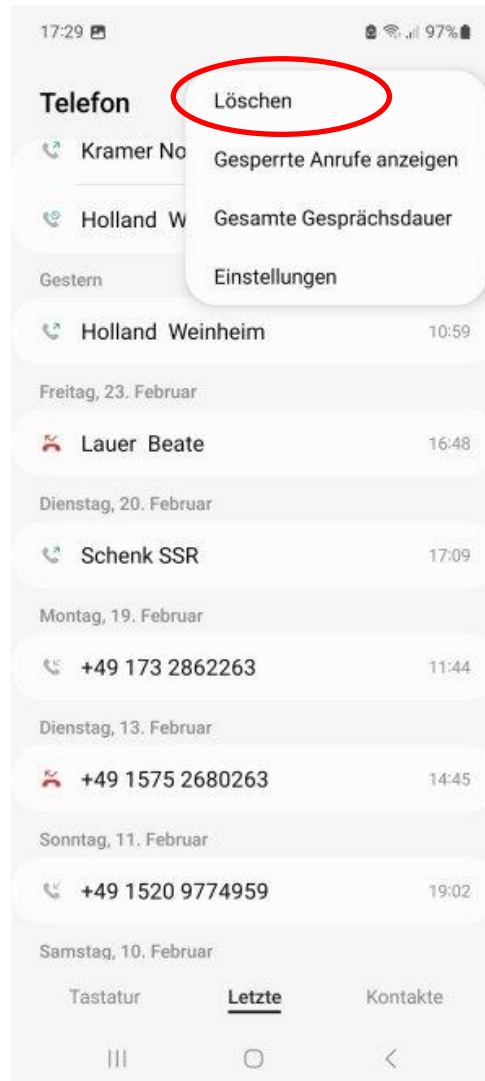 17:29 97%
Telefon
Löschen
Kramer No
Gesperrte Anrufe anzeigen
Holland W
Gesamte Gesprächsdauer
Gestern
Einstellungen
Holland Weinheim 10:59
Freitag, 23. Februar
Lauer Beate 16:48
Dienstag, 20. Februar
Schenk SSR 17:09
Montag, 19. Februar
+49 173 2862263 11:44
Dienstag, 13. Februar
+49 1575 2680263 14:45
Sonntag, 11. Februar
+49 1520 9774959 19:02
Samstag, 10. Februar
Tastatur Letzte Kontakte